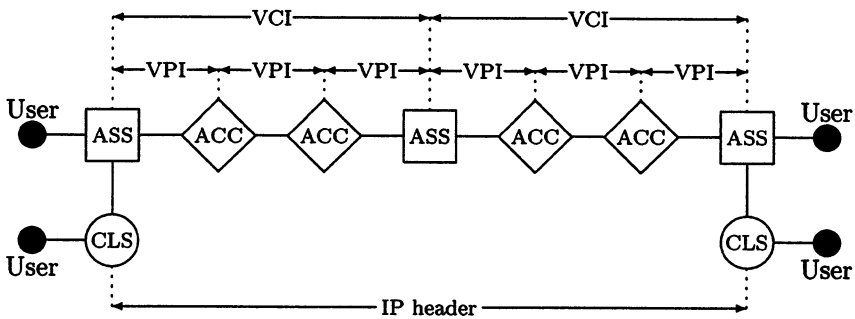 VCI VCI
VPI VPI VPI VPI VPI VPI
User User
ASS ACC ACC ASS ACC ACC ASS
CLS CLS
User User
IP header